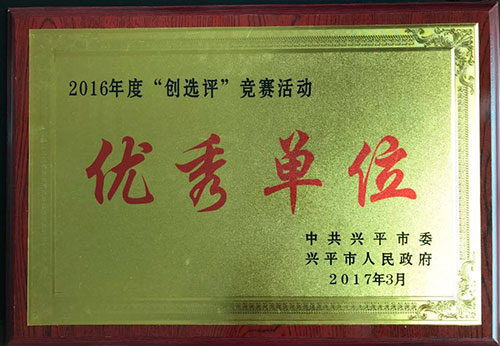 2016年度“创选评”竞赛活动
优秀单位
中共兴平市委
兴平市人民政府
2017年3月